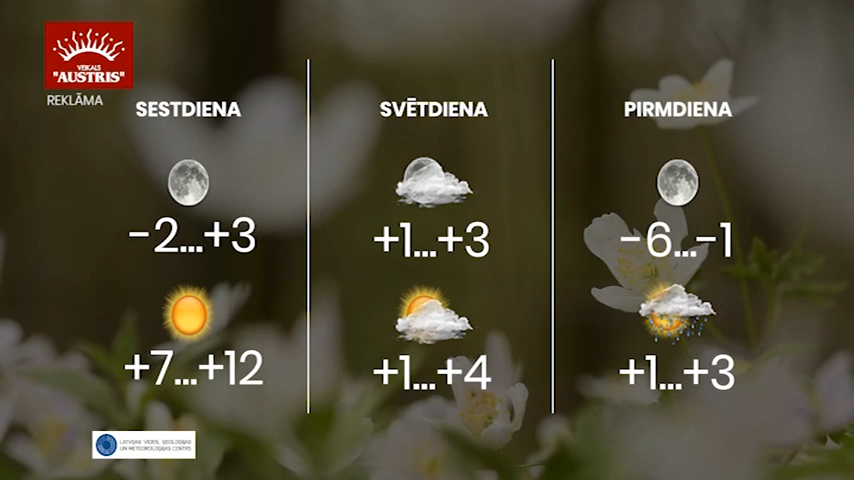 VEIKALS
"AUSTRIS"
REKLĀMA
SESTDIENA
-2...+3
+7...+12
SVĒTDIENA
+1...+3
+1...+4
PIRMDIENA
-6...-1
+1...+3
LATVIJAS VIDES, ĢEOLOĢIJAS
UN METEOROLOĢIJAS CENTRS